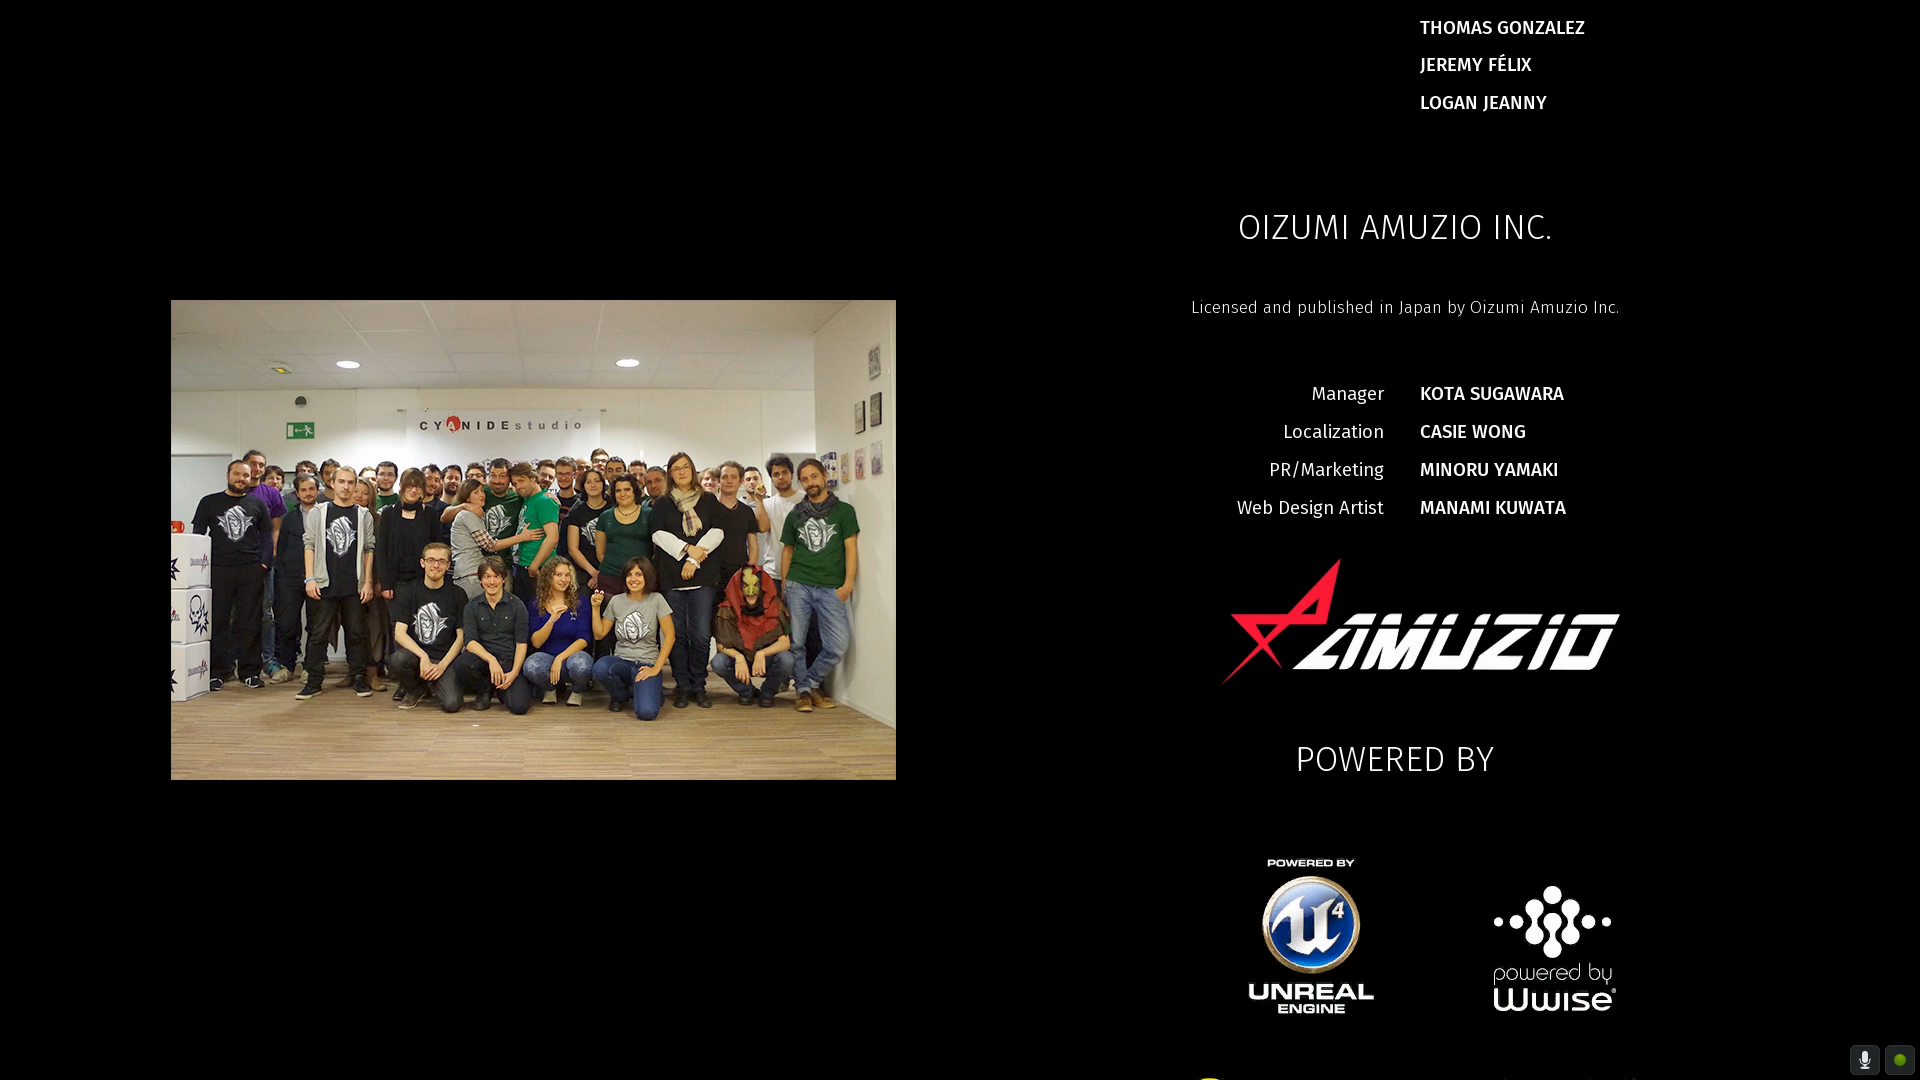 THOMAS GONZALEZ
JEREMY FÉLIX
LOGAN JEANNY
OIZUMI AMUZIO INC.
Licensed and published in Japan by Oizumi Amuzio Inc.
Manager KOTA SUGAWARA
Localization CASIE WONG
PR/Marketing MINORU YAMAKI
Web Design Artist MANAMI KUWATA
AMUZIO
POWERED BY
POWERED BY
U 4
UNREAL
ENGINE
powered by
Wwise®
CYANIDEstudio